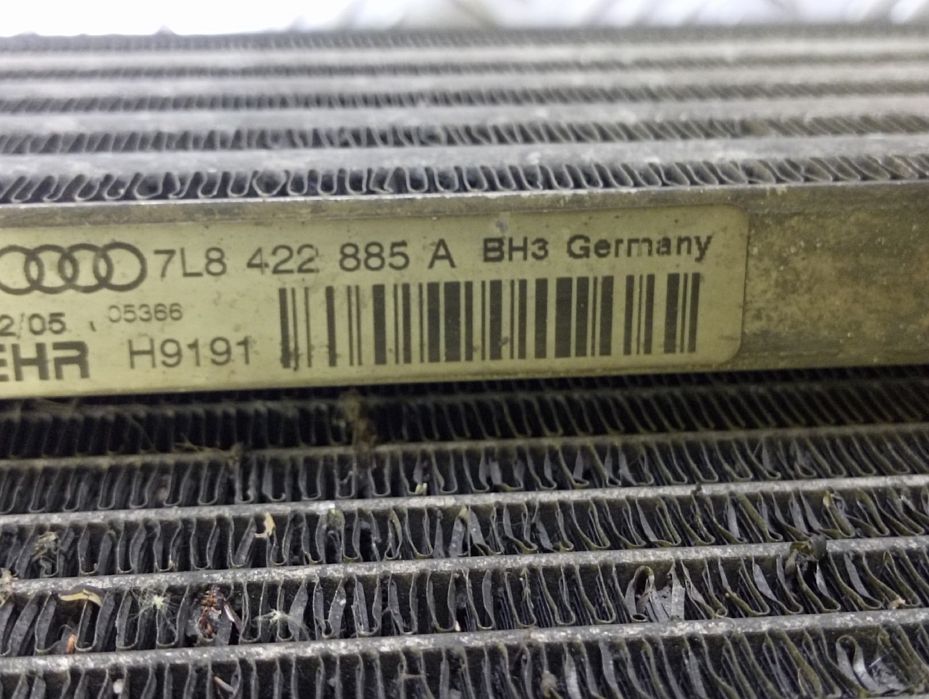 7L8 422 885 A BH3 Germany
2/05 05366
EHR H9191